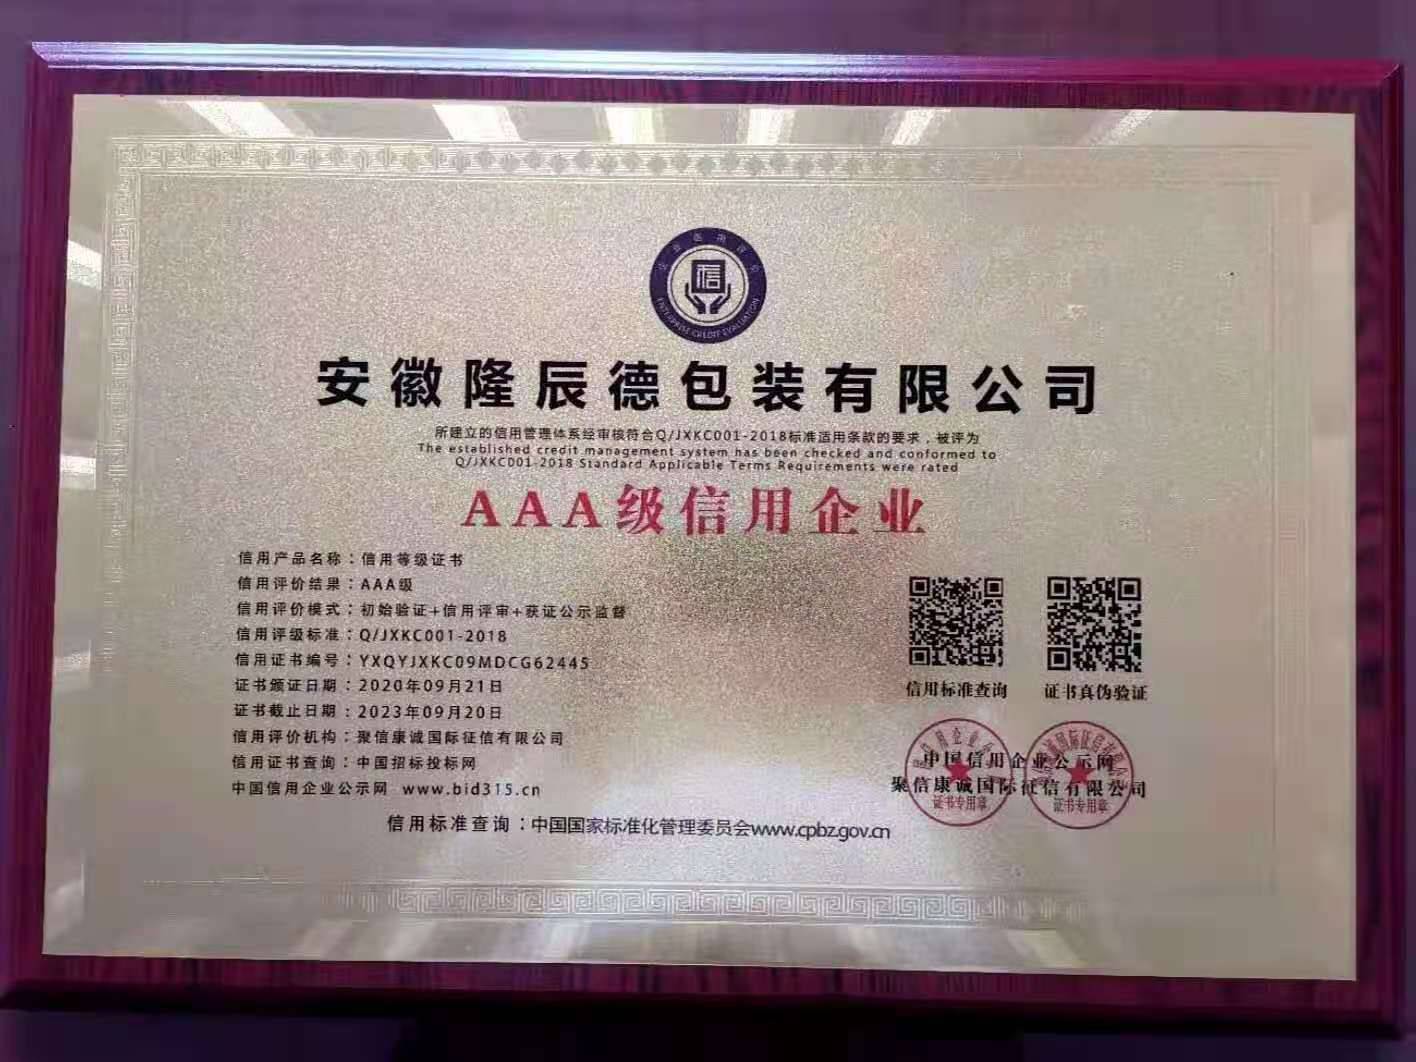 企业信用评价
信
ENTERPRISE CREDIT EVALUATION
安徽隆辰德包装有限公司
所建立的信用管理体系经审核符合Q/JXKC001-2018标准适用条款的要求，被评为
The established credit management system has been checked and conformed to
Q/JXKC001-2018 Standard Applicable Terms Requirements were rated
AAA级信用企业
信用产品名称：信用等级证书
信用评价结果：AAA级
信用评价模式：初始验证+信用评审+获证公示监督
信用评级标准：Q/JXKC001-2018
信用证书编号：YXQYJXKC09MDCG62445
证书颁证日期：2020年09月21日
证书截止日期：2023年09月20日
信用评价机构：聚信康诚国际征信有限公司
信用证书查询：中国招标投标网
中国信用企业公示网 www.bid315.cn
信用标准查询：中国国家标准化管理委员会www.cpbz.gov.cn
信用标准查询
证书真伪验证
中国信用企业公示网
聚信康诚国际征信有限公司
证书专用章
证书专用章